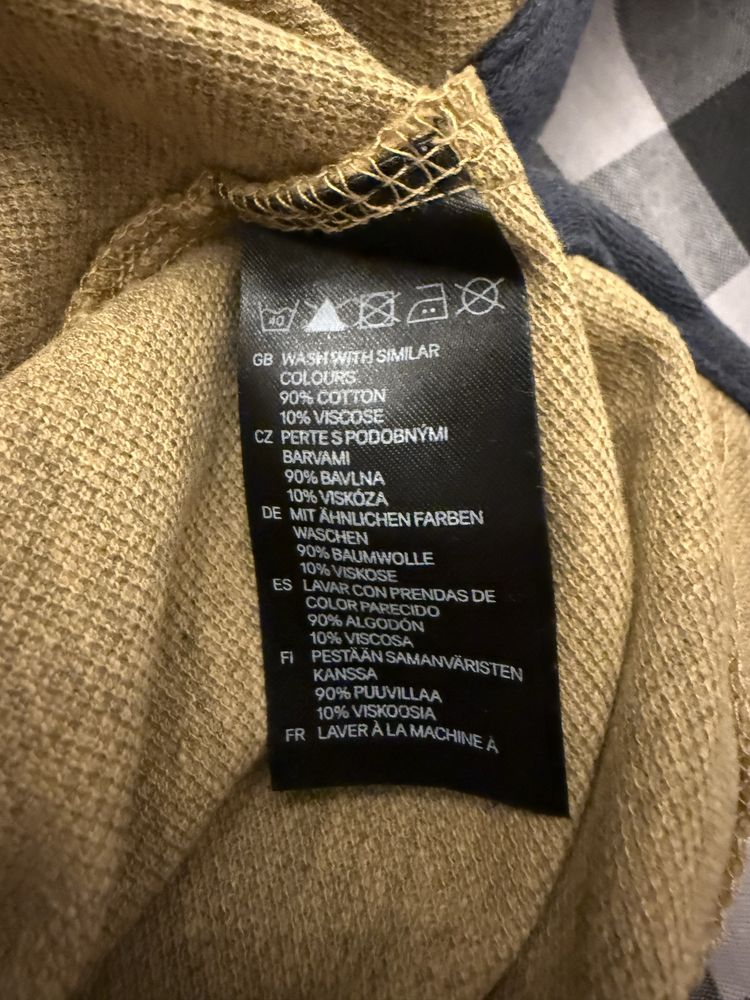 40
GB WASH WITH SIMILAR
COLOURS
90% COTTON
10% VISCOSE
CZ PERTE S PODOBNÝMI
BARVAMI
90% BAVLNA
10% VISKÓZA
DE MIT ÄHNLICHEN FARBEN
WASCHEN
90% BAUMWOLLE
10% VISKOSE
ES LAVAR CON PRENDAS DE
COLOR PARECIDO
90% ALGODÓN
10% VISCOSA
FI PESTÄÄN SAMANVÄRISTEN
KANSSA
90% PUUVILLAA
10% VISKOOSIA
FR LAVER À LA MACHINE À